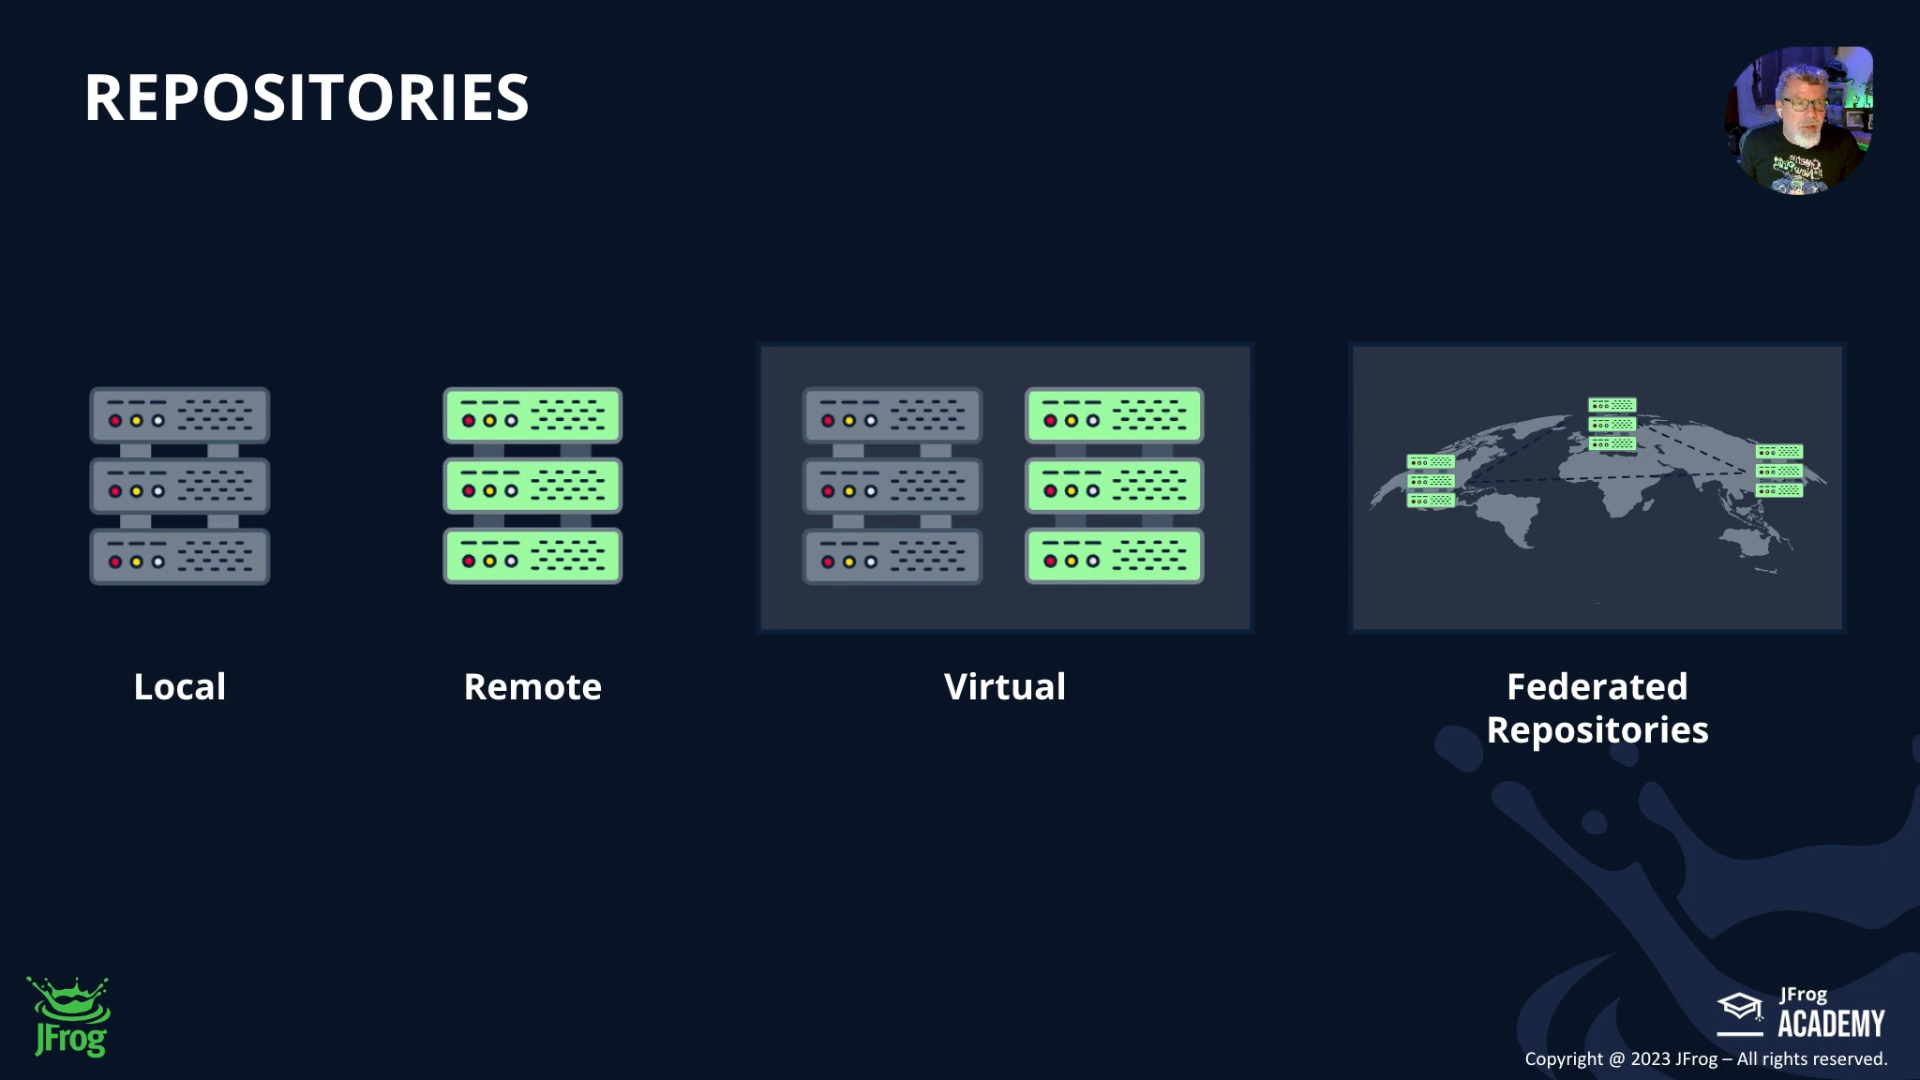 REPOSITORIES
Local
Remote
Virtual
Federated
Repositories
JFrog
JFrog
ACADEMY
Copyright @ 2023 JFrog – All rights reserved.